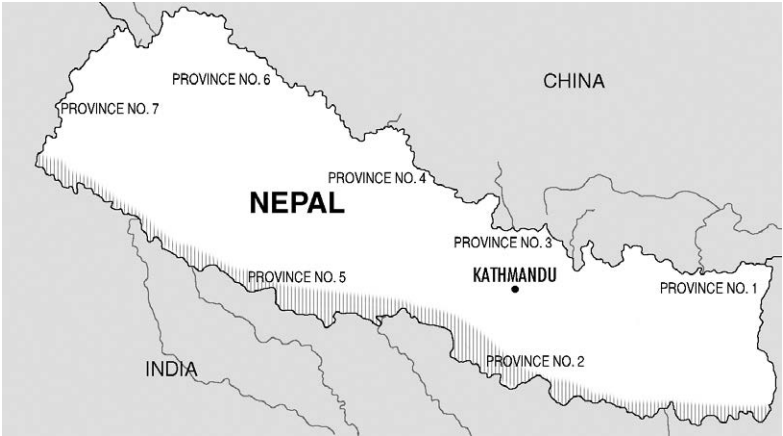 PROVINCE NO. 6
CHINA
PROVINCE NO. 7
PROVINCE NO. 4
NEPAL
PROVINCE NO. 3
KATHMANDU
PROVINCE NO. 5
PROVINCE NO. 1
PROVINCE NO. 2
INDIA